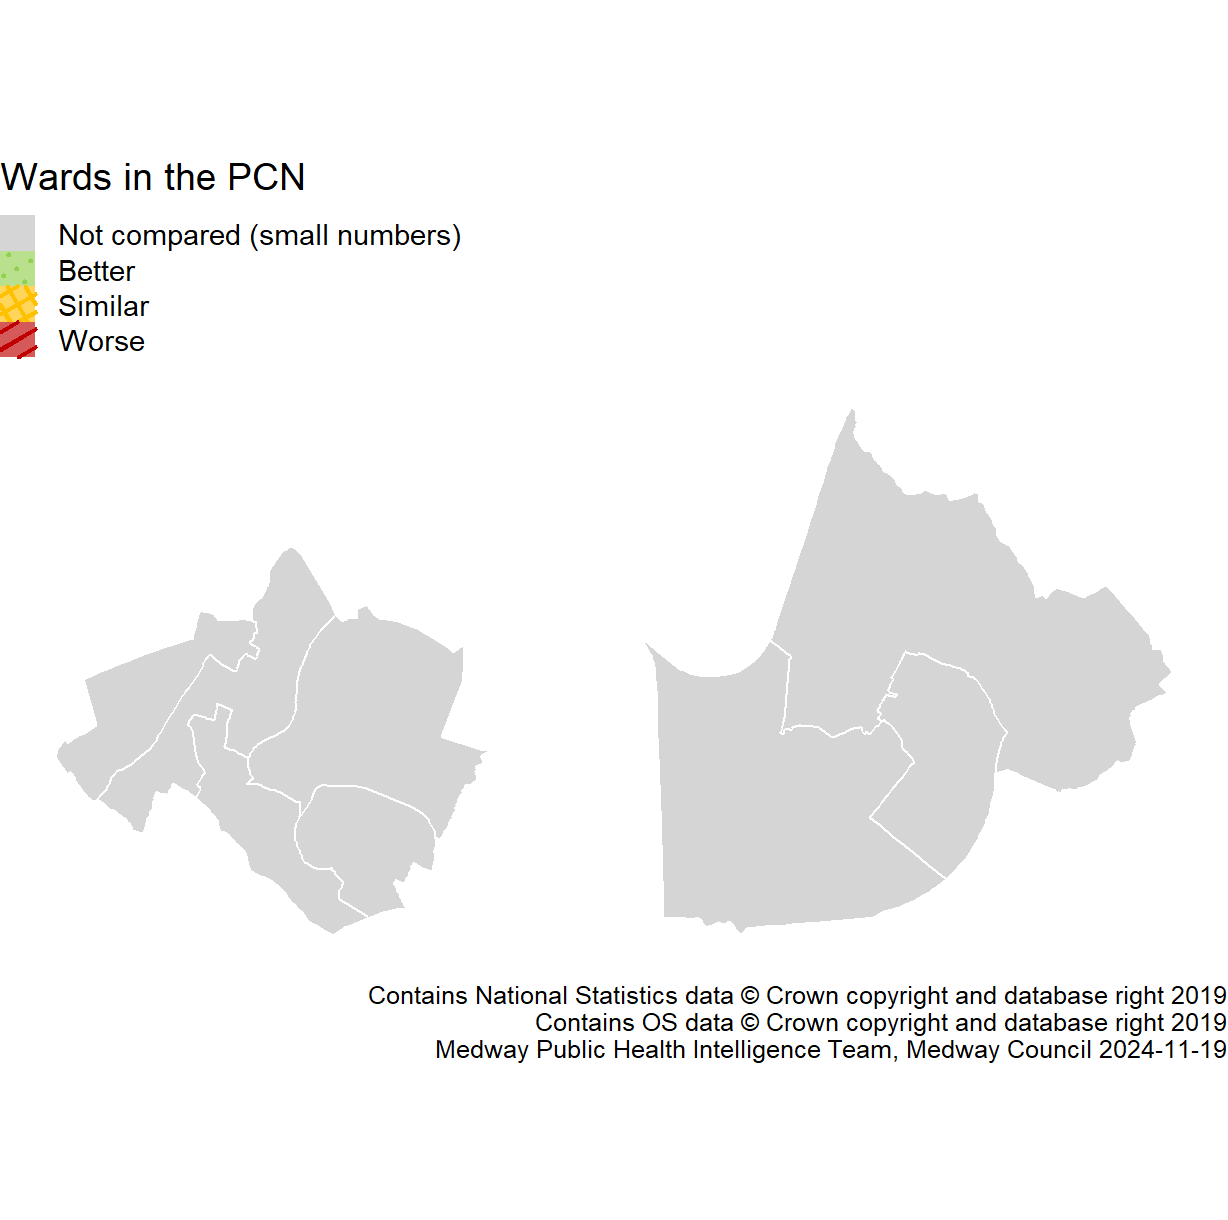 Wards in the PCN
Not compared (small numbers)
Better
Similar
Worse
Contains National Statistics data © Crown copyright and database right 2019
Contains OS data © Crown copyright and database right 2019
Medway Public Health Intelligence Team, Medway Council 2024-11-19